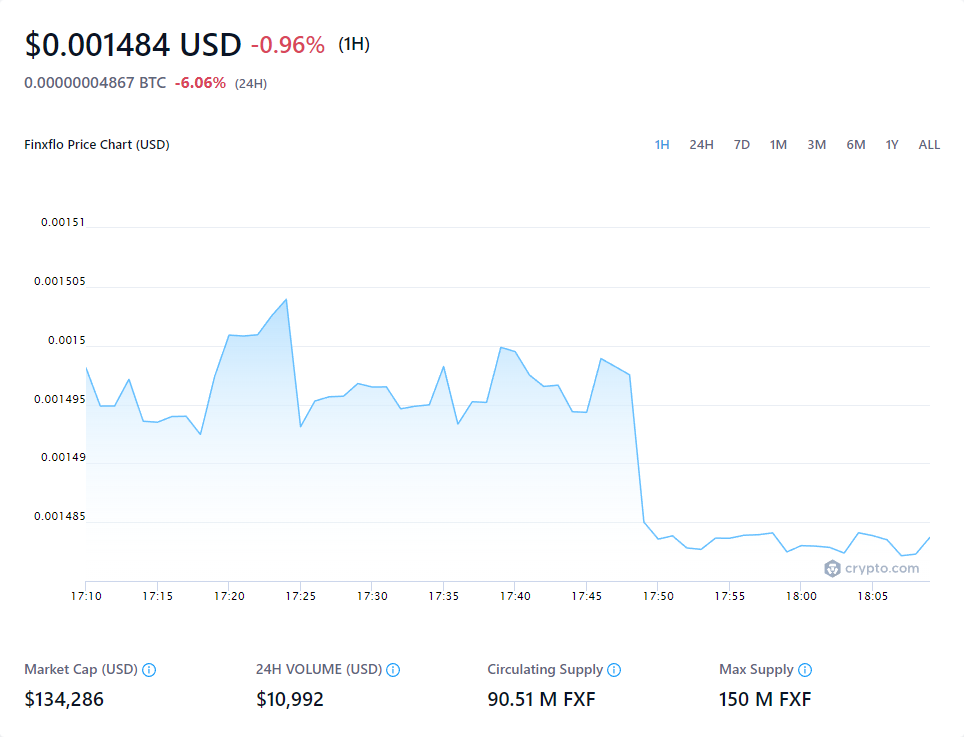 $0.001484 USD -0.96% (1H)
0.00000004867 BTC -6.06% (24H)
Finxflo Price Chart (USD) 1H 24H 7D 1M 3M 6M 1Y ALL
0.00151
0.001505
0.0015
0.001495
0.00149
0.001485
crypto.com
17:10 17:15 17:20 17:25 17:30 17:35 17:40 17:45 17:50 17:55 18:00 18:05
Market Cap (USD) 24H VOLUME (USD) Circulating Supply Max Supply
$134,286 $10,992 90.51 M FXF 150 M FXF